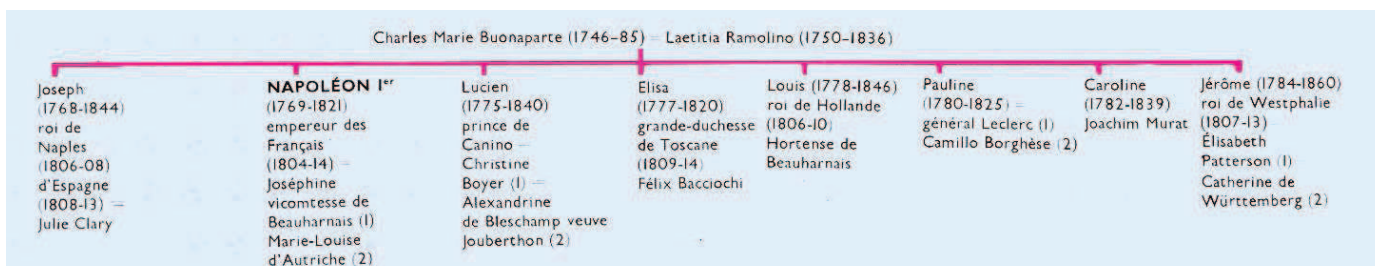 Charles Marie Buonaparte (1746-85) = Laetitia Ramolino (1750-1836)
Joseph
(1768-1844)
roi de
Naples
(1806-08)
d'Espagne
(1808-13) =
Julie Clary
NAPOLÉON Ier
(1769-1821)
empereur des
Français
(1804-14) =
Joséphine
vicomtesse de
Beauharnais (1)
Marie-Louise
d'Autriche (2)
Lucien
(1775-1840)
prince de
Canino =
Christine
Boyer (1) =
Alexandrine
de Bleschamp veuve
Jouberthon (2)
Elisa
(1777-1820)
grande-duchesse
de Toscane
(1809-14)
Félix Bacciochi
Louis (1778-1846)
roi de Hollande
(1806-10)
Hortense de
Beauharnais
Pauline
(1780-1825) =
général Leclerc (1)
Camillo Borghèse (2)
Caroline
(1782-1839)
Joachim Murat
Jérôme (1784-1860)
roi de Westphalie
(1807-13)=
Élisabeth
Patterson (1)
Catherine de
Württemberg (2)